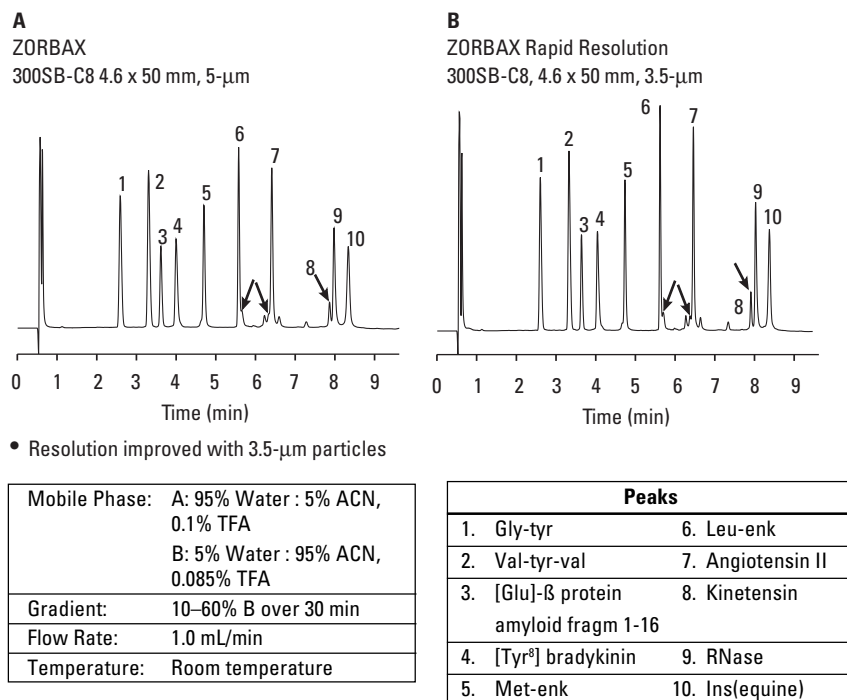 A
ZORBAX
300SB-C8 4.6 x 50 mm, 5-µm
1
2
3
4
5
6
7
8
9
10
0 1 2 3 4 5 6 7 8 9
Time (min)
B
ZORBAX Rapid Resolution
300SB-C8, 4.6 x 50 mm, 3.5-µm
1
2
3
4
5
6
7
8
9
10
0 1 2 3 4 5 6 7 8 9
Time (min)
• Resolution improved with 3.5-µm particles
Mobile Phase: A: 95% Water : 5% ACN,
0.1% TFA
B: 5% Water : 95% ACN,
0.085% TFA
Gradient: 10–60% B over 30 min
Flow Rate: 1.0 mL/min
Temperature: Room temperature
Peaks
1. Gly-tyr 6. Leu-enk
2. Val-tyr-val 7. Angiotensin II
3. [Glu]-ß protein 8. Kinetensin
amyloid fragm 1-16
4. [Tyr⁸] bradykinin 9. RNase
5. Met-enk 10. Ins(equine)